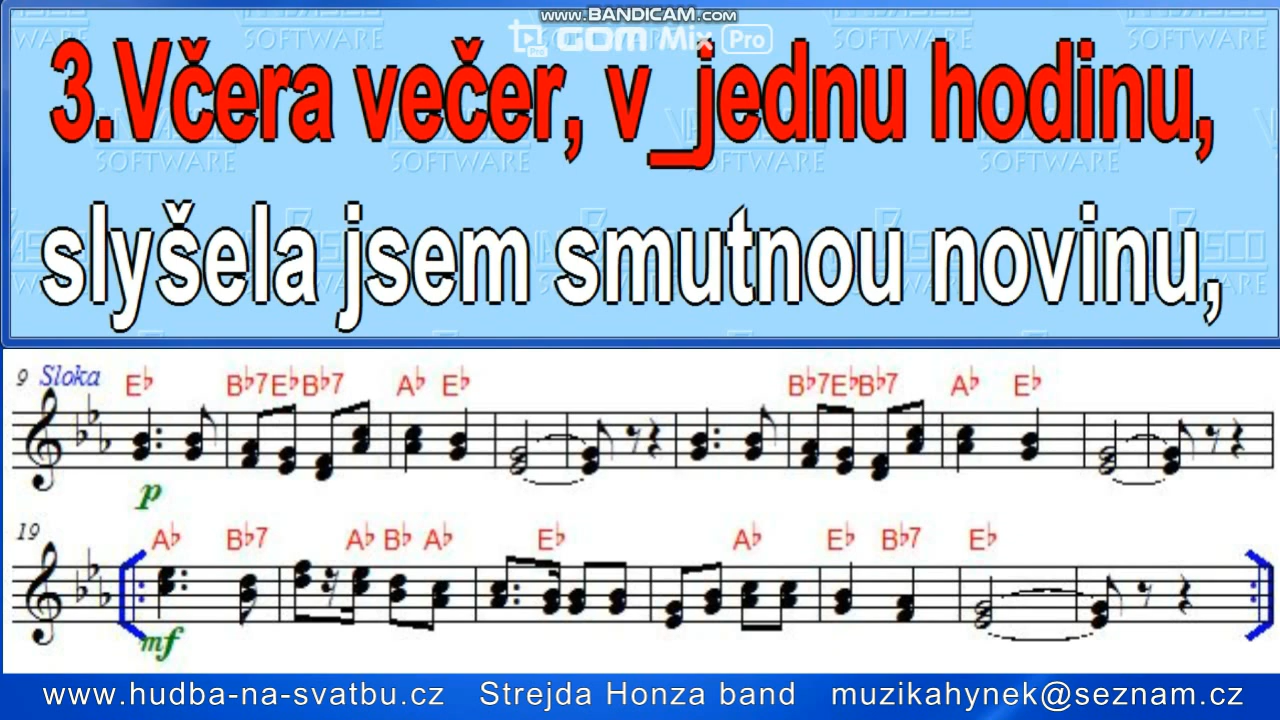 www.BANDICAM.com
GOM Mix Pro
3.Včera večer, v_jednu hodinu,
slyšela jsem smutnou novinu,
SOFTWARE
9 Sloka E♭ B♭7 E♭ B♭7 A♭ E♭ B♭7 E♭ B♭7 A♭ E♭
p
19 A♭ B♭7 A♭ B♭ A♭ E♭ A♭ E♭ B♭7 E♭
mf
www.hudba-na-svatbu.cz Strejda Honza band muzikahynek@seznam.cz